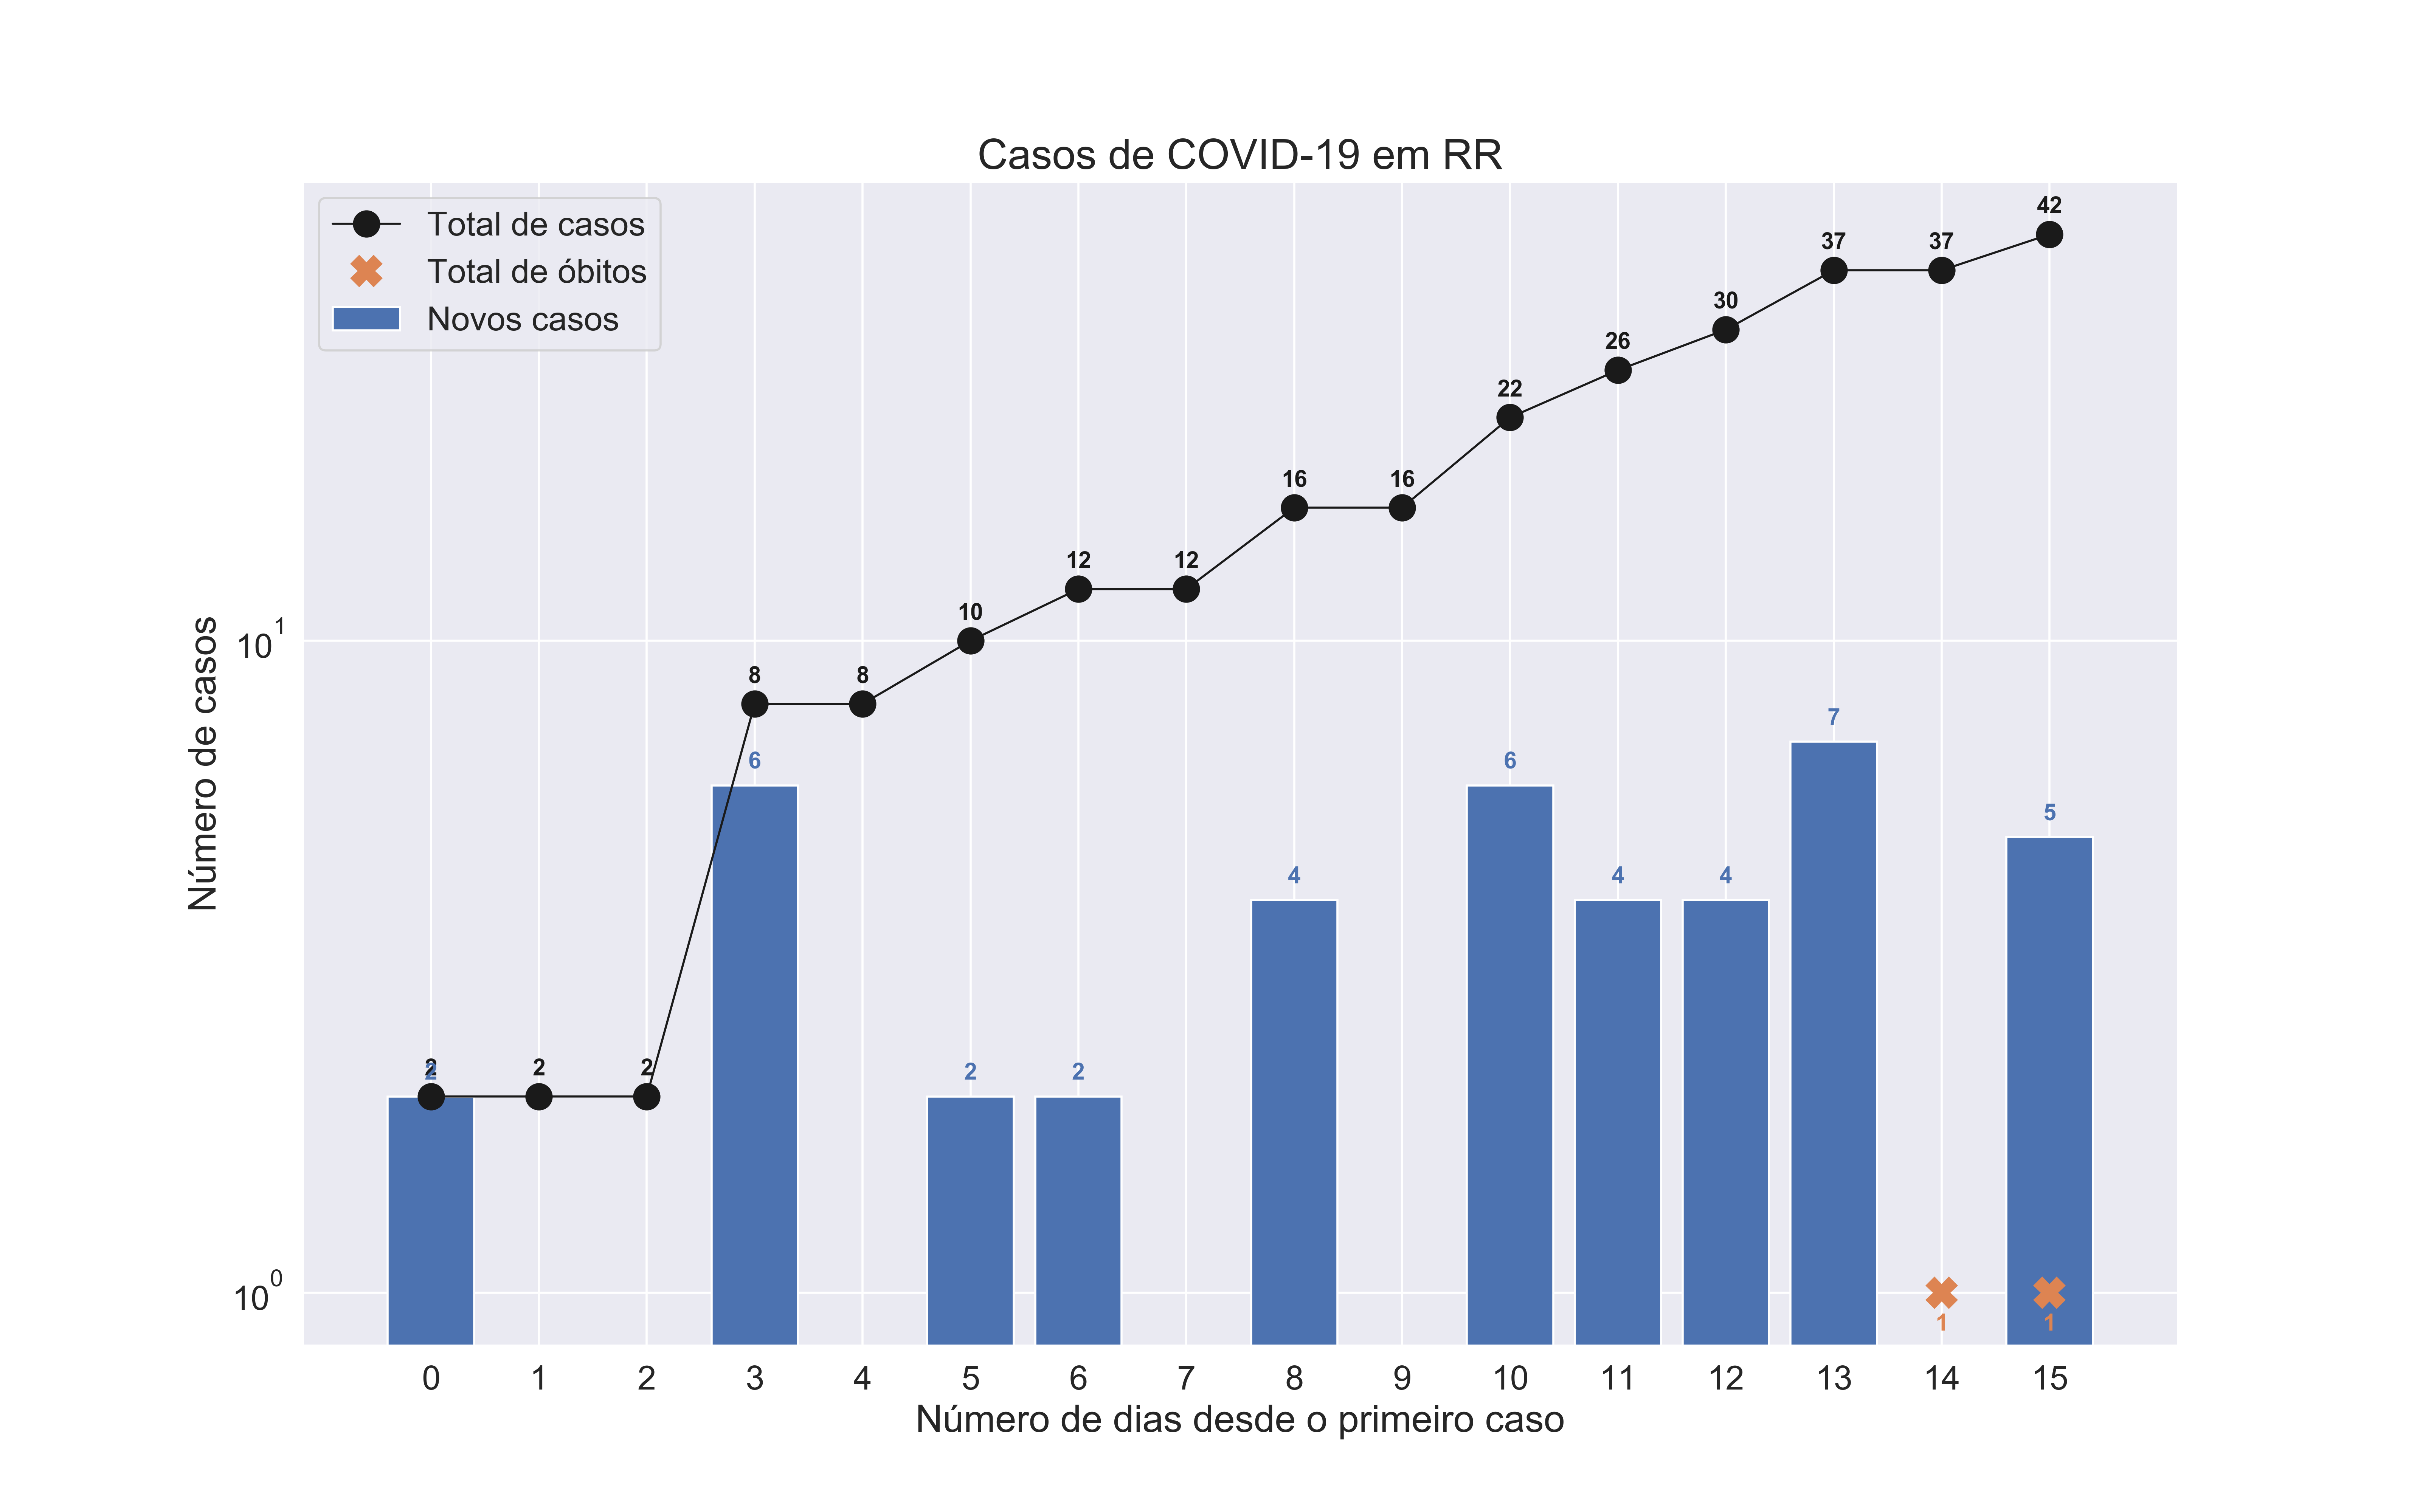 Casos de COVID-19 em RR
Total de casos
Total de óbitos
Novos casos
42
37 37
30
26
22
16 16
12 12
10
8 8
2 2 2
7
6 6
5
4 4 4
2 2 2
1 1
Número de casos
10^1
10^0
0 1 2 3 4 5 6 7 8 9 10 11 12 13 14 15
Número de dias desde o primeiro caso